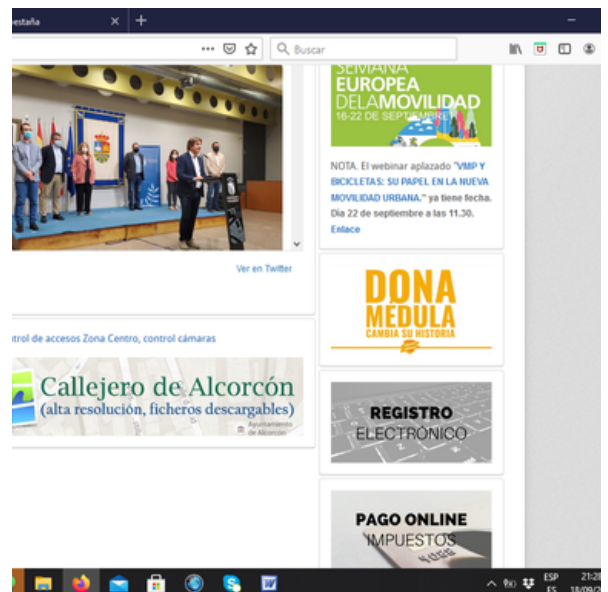 estaña
Buscar
SEMANA
EUROPEA
DELAMOVILIDAD
16-22 DE SEPTIEMBRE
NOTA. El webinar aplazado "VMP Y
BICICLETAS: SU PAPEL EN LA NUEVA
MOVILIDAD URBANA." ya tiene fecha.
Dia 22 de septiembre a las 11.30.
Enlace
Ver en Twitter
DONA
MÉDULA
CAMBIA SU HISTORIA
trol de accesos Zona Centro, control cámaras
Callejero de Alcorcón
(alta resolución, ficheros descargables)
Ayuntamiento
de Alcorcón
REGISTRO
ELECTRÓNICO
PAGO ONLINE
IMPUESTOS
ESP
ES
21:28
18/09/2